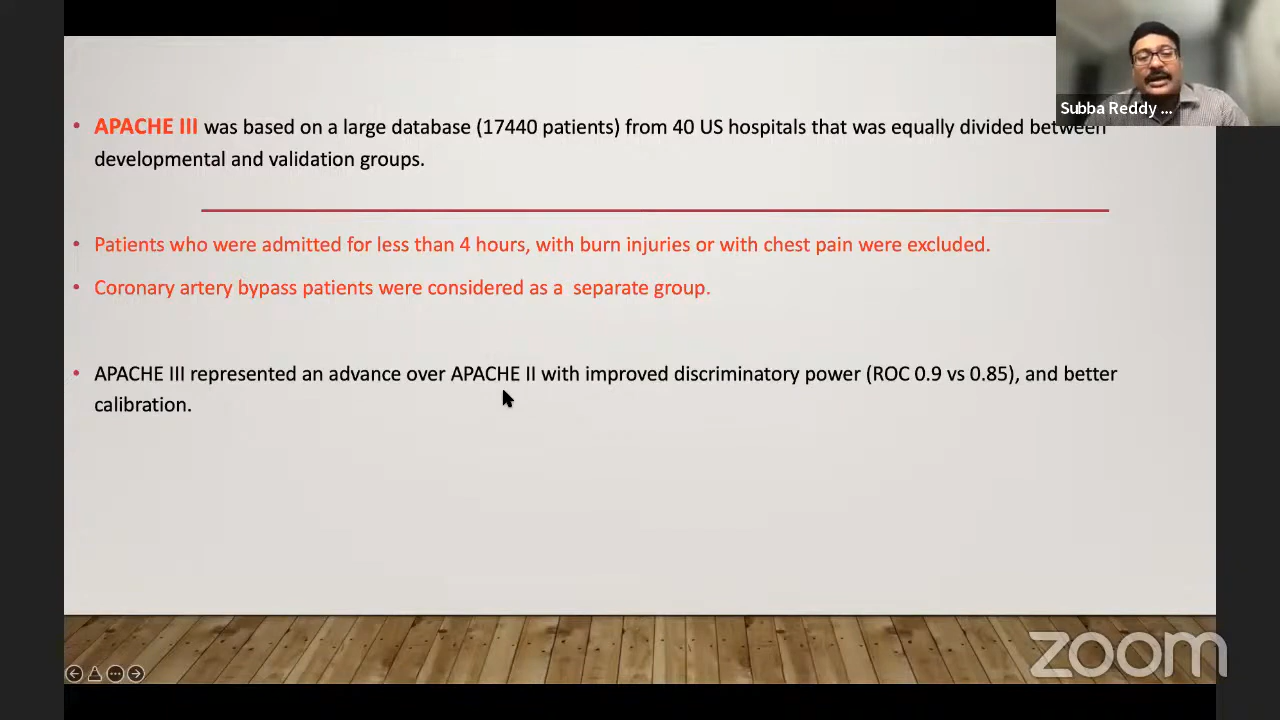 Subba Reddy ...
APACHE III was based on a large database (17440 patients) from 40 US hospitals that was equally divided between
developmental and validation groups.
Patients who were admitted for less than 4 hours, with burn injuries or with chest pain were excluded.
Coronary artery bypass patients were considered as a separate group.
APACHE III represented an advance over APACHE II with improved discriminatory power (ROC 0.9 vs 0.85), and better
calibration.
zoom